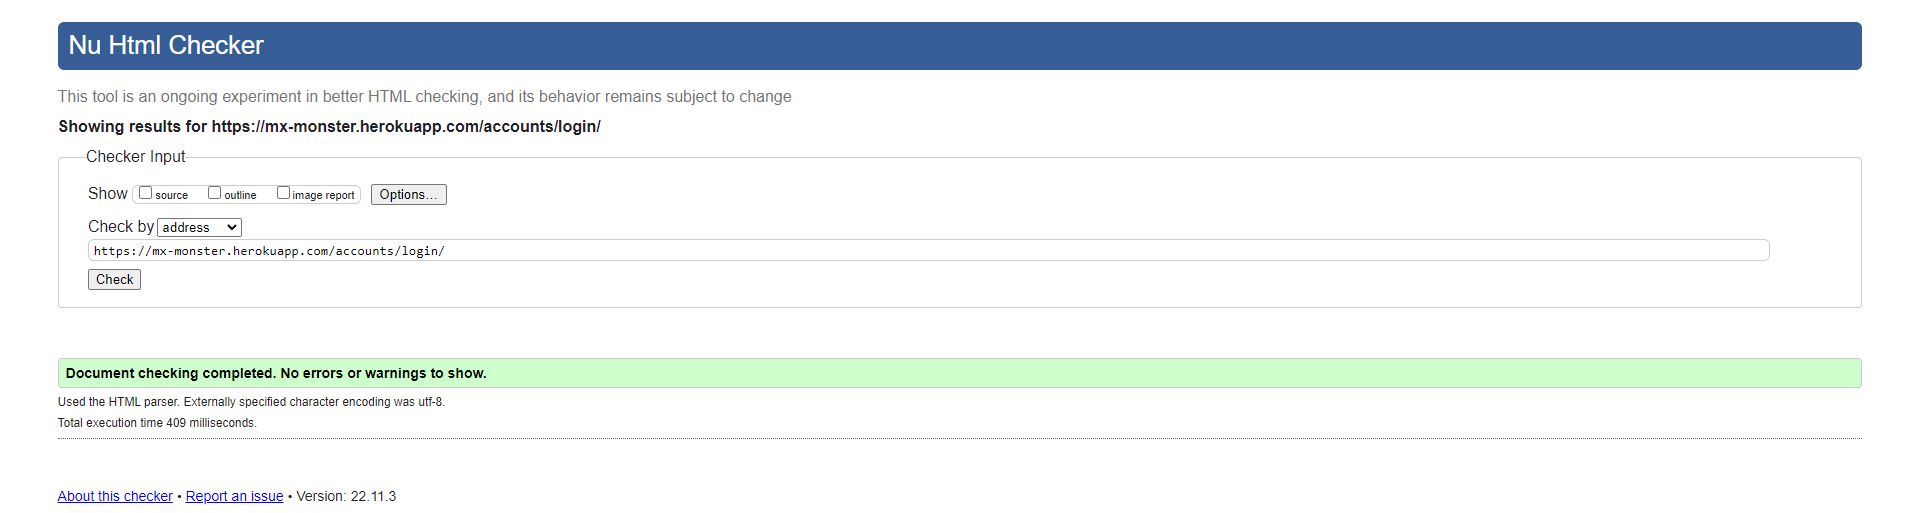 Nu Html Checker
This tool is an ongoing experiment in better HTML checking, and its behavior remains subject to change
Showing results for https://mx-monster.herokuapp.com/accounts/login/
Checker Input
Show source outline image report Options...
Check by address
https://mx-monster.herokuapp.com/accounts/login/
Check
Document checking completed. No errors or warnings to show.
Used the HTML parser. Externally specified character encoding was utf-8.
Total execution time 409 milliseconds.
About this checker • Report an issue • Version: 22.11.3